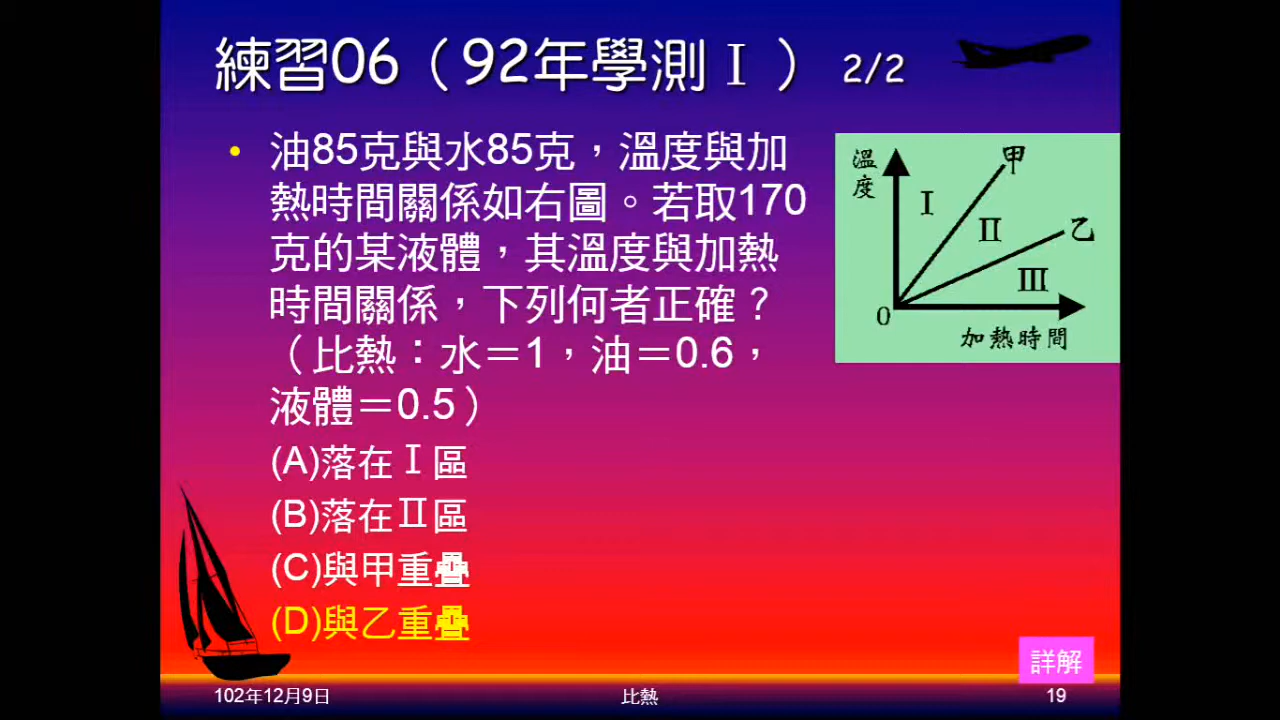 練習06（92年學測Ⅰ） 2/2
• 油85克與水85克，溫度與加
熱時間關係如右圖。若取170
克的某液體，其溫度與加熱
時間關係，下列何者正確？
（比熱：水＝1，油＝0.6，
液體＝0.5）
(A)落在Ⅰ區
(B)落在Ⅱ區
(C)與甲重疊
(D)與乙重疊
溫度
甲
Ⅰ
Ⅱ
乙
Ⅲ
0
加熱時間
詳解
102年12月9日
比熱
19